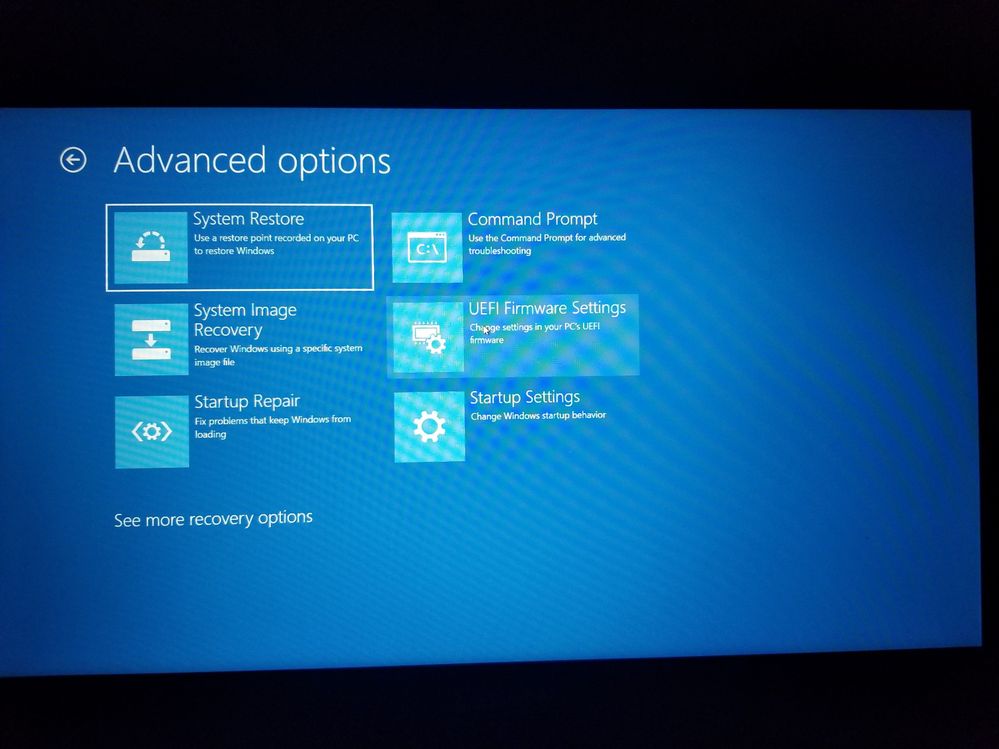 Advanced options
System Restore
Use a restore point recorded on your PC
to restore Windows
Command Prompt
Use the Command Prompt for advanced
troubleshooting
System Image
Recovery
Recover Windows using a specific system
image file
UEFI Firmware Settings
Change settings in your PC's UEFI
firmware
Startup Repair
Fix problems that keep Windows from
loading
Startup Settings
Change Windows startup behavior
See more recovery options
C:\